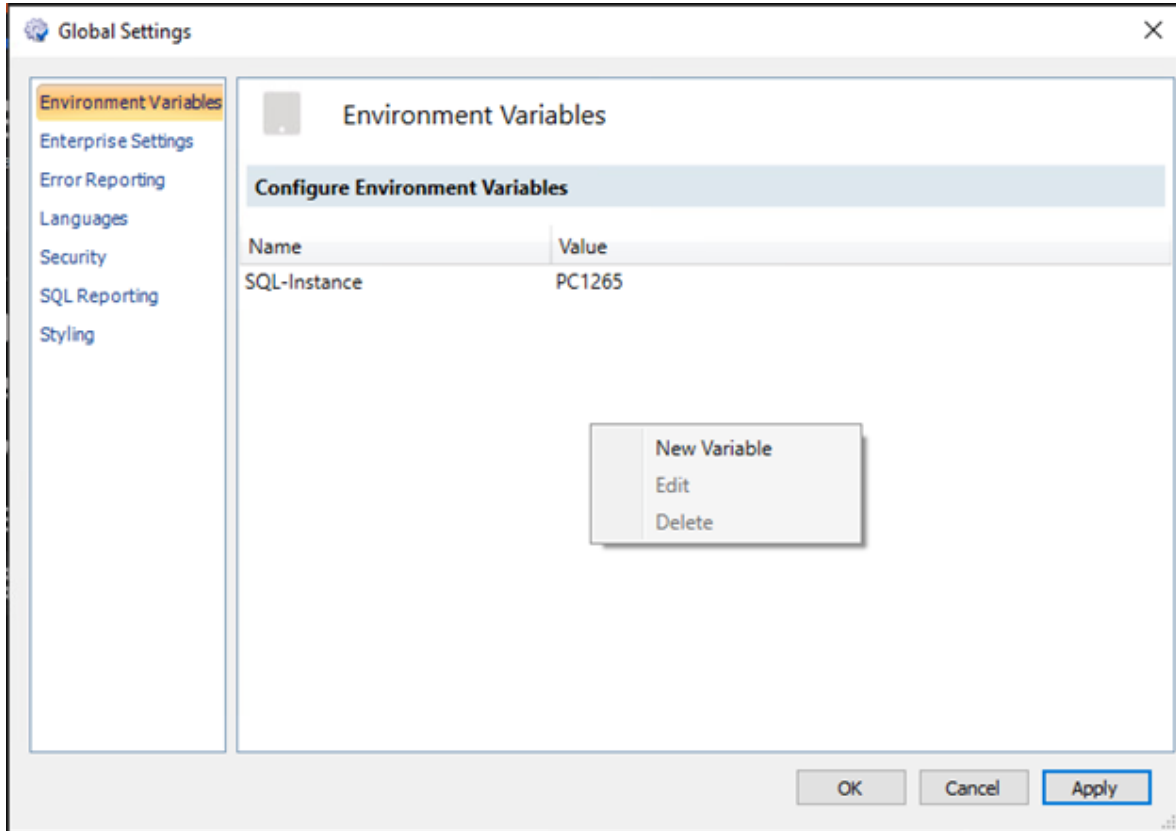 Global Settings
Environment Variables
Enterprise Settings
Error Reporting
Languages
Security
SQL Reporting
Styling
Environment Variables
Configure Environment Variables
Name Value
SQL-Instance PC1265
New Variable
Edit
Delete
OK Cancel Apply